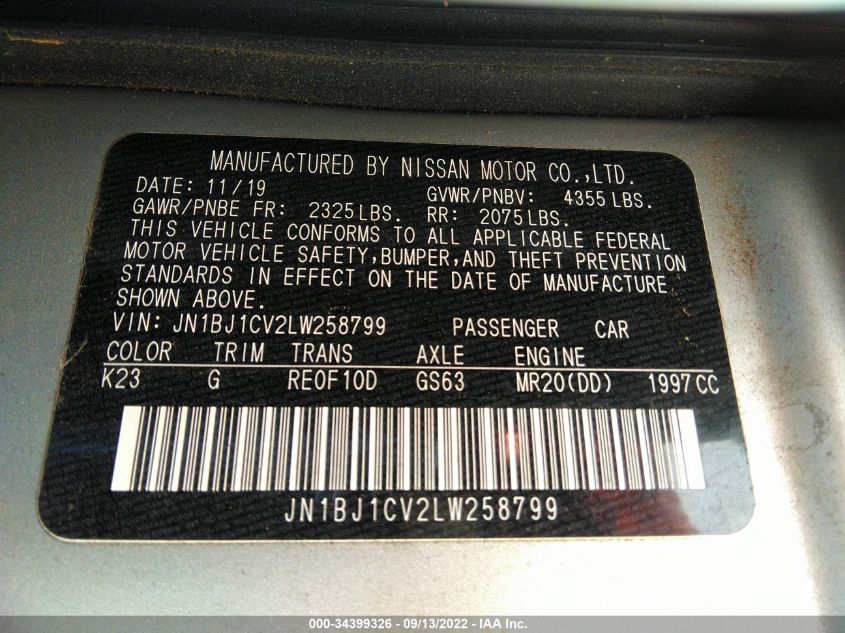 MANUFACTURED BY NISSAN MOTOR CO.,LTD.
DATE: 11/19 GVWR/PNBV: 4355 LBS.
GAWR/PNBE FR: 2325 LBS. RR: 2075 LBS.
THIS VEHICLE CONFORMS TO ALL APPLICABLE FEDERAL
MOTOR VEHICLE SAFETY,BUMPER,AND THEFT PREVENTION
STANDARDS IN EFFECT ON THE DATE OF MANUFACTURE
SHOWN ABOVE.
VIN: JN1BJ1CV2LW258799 PASSENGER CAR
COLOR TRIM TRANS AXLE ENGINE
K23 G RE0F10D GS63 MR20(DD) 1997 CC
JN1BJ1CV2LW258799
000-34399326 - 09/13/2022 - IAA Inc.